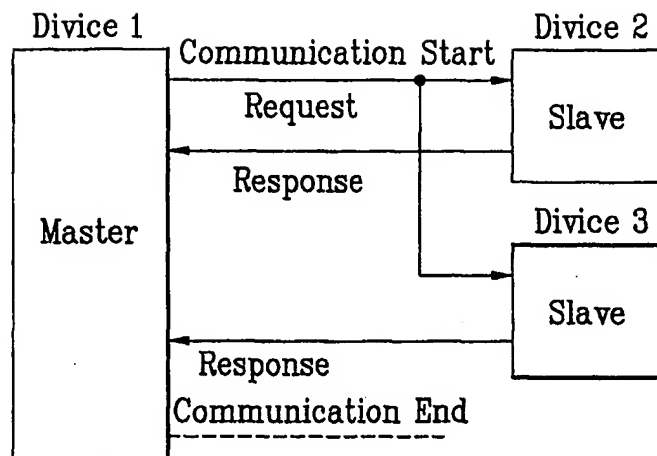 Divice 1
Communication Start
Divice 2
Request
Slave
Response
Master
Divice 3
Slave
Response
Communication End